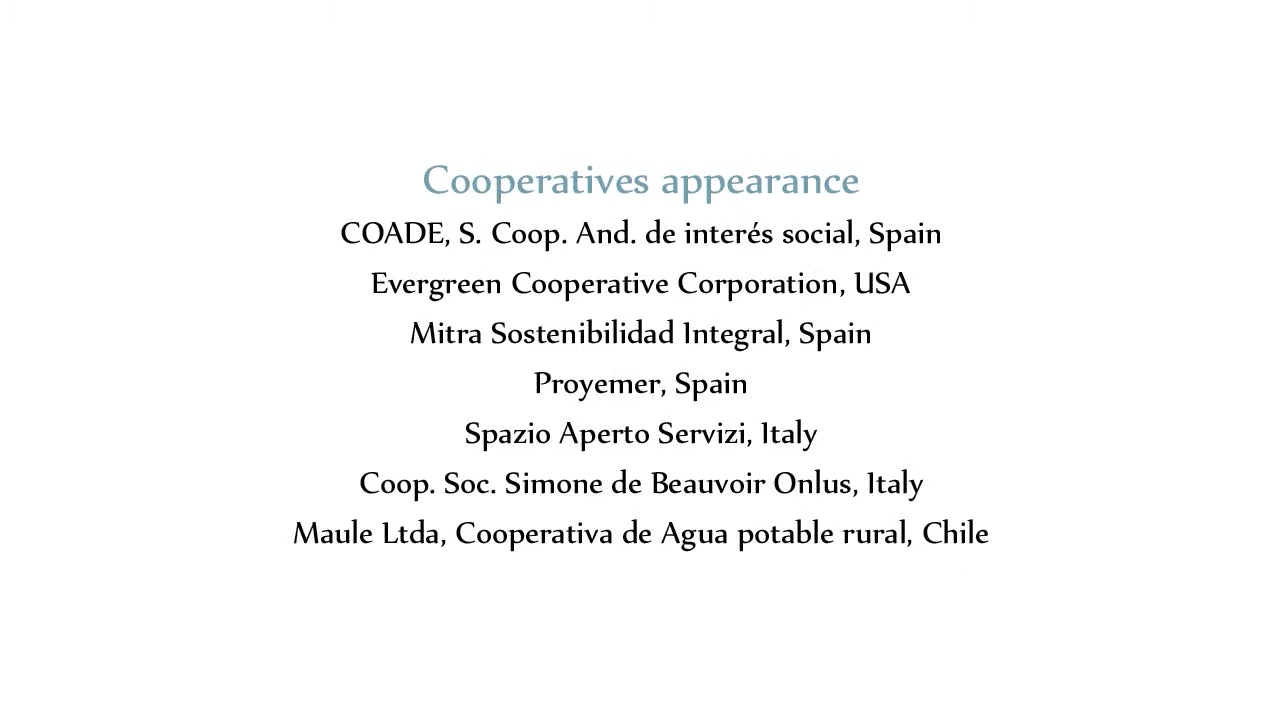 Cooperatives appearance
COADE, S. Coop. And. de interés social, Spain
Evergreen Cooperative Corporation, USA
Mitra Sostenibilidad Integral, Spain
Proyemer, Spain
Spazio Aperto Servizi, Italy
Coop. Soc. Simone de Beauvoir Onlus, Italy
Maule Ltda, Cooperativa de Agua potable rural, Chile